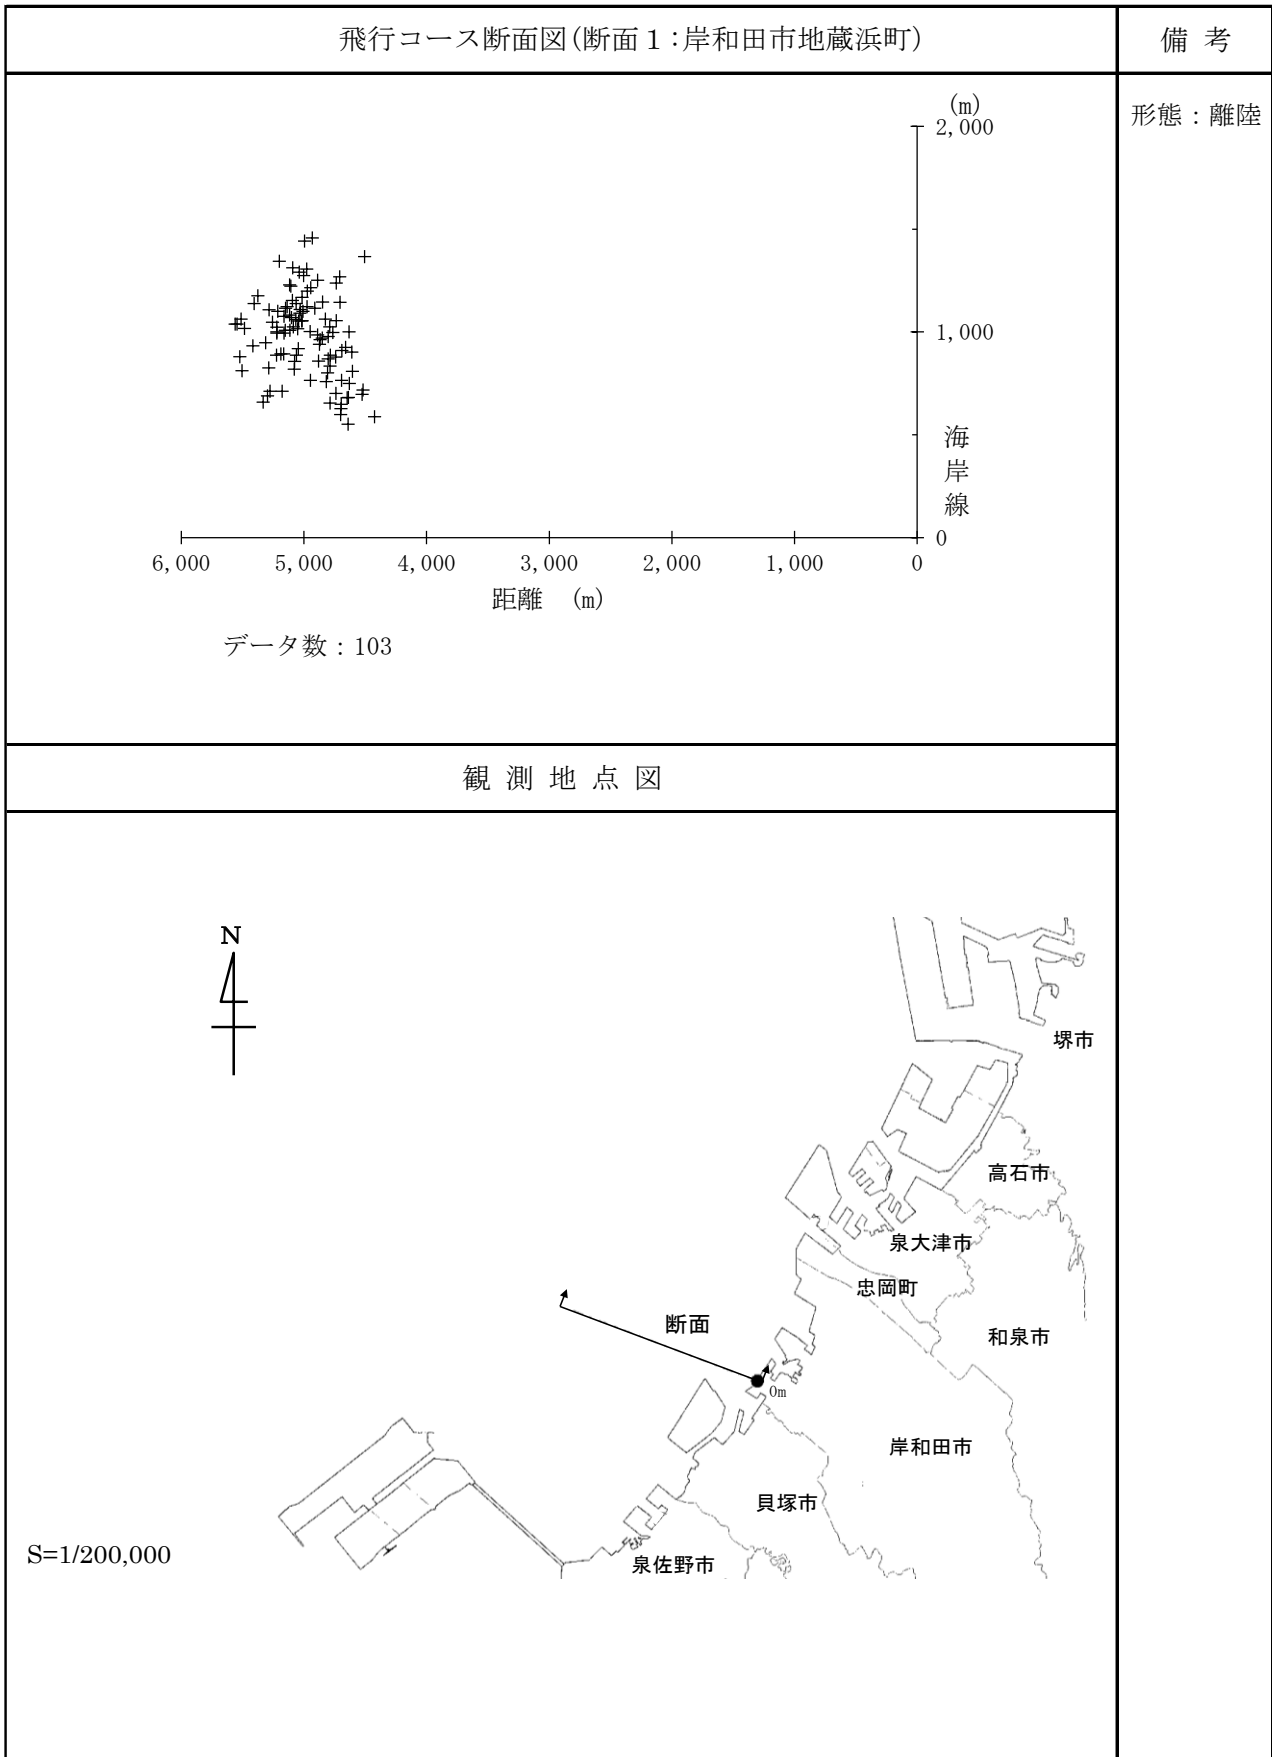 飛行コース断面図(断面1:岸和田市地蔵浜町)
備 考
形態:離陸
(m)
2,000
1,000
0
海岸線
6,000 5,000 4,000 3,000 2,000 1,000 0
距離 (m)
データ数:103
観 測 地 点 図
N
堺市
高石市
泉大津市
忠岡町
断面
和泉市
0m
岸和田市
貝塚市
S=1/200,000
泉佐野市